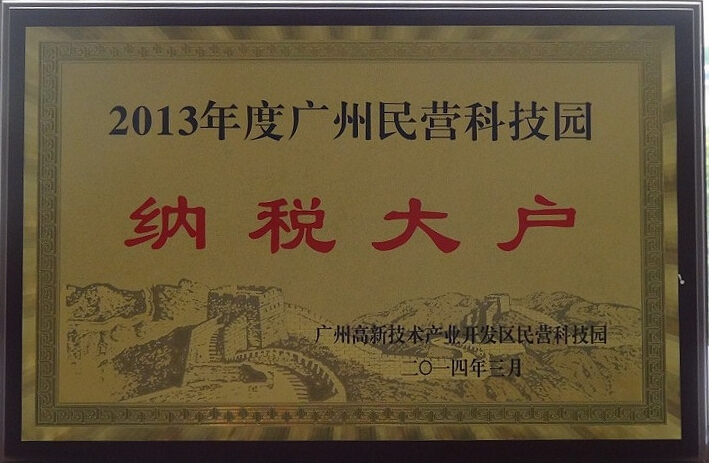 2013年度广州民营科技园
纳税大户
广州高新技术产业开发区民营科技园
二〇一四年三月